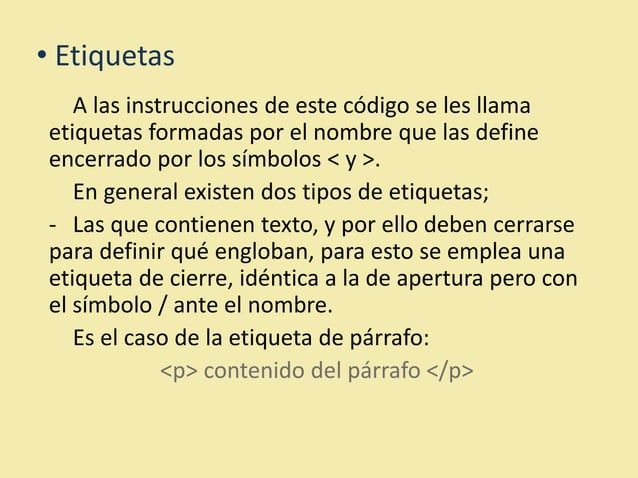 • Etiquetas
A las instrucciones de este código se les llama
etiquetas formadas por el nombre que las define
encerrado por los símbolos < y >.
En general existen dos tipos de etiquetas;
- Las que contienen texto, y por ello deben cerrarse
para definir qué engloban, para esto se emplea una
etiqueta de cierre, idéntica a la de apertura pero con
el símbolo / ante el nombre.
Es el caso de la etiqueta de párrafo:
<p> contenido del párrafo </p>